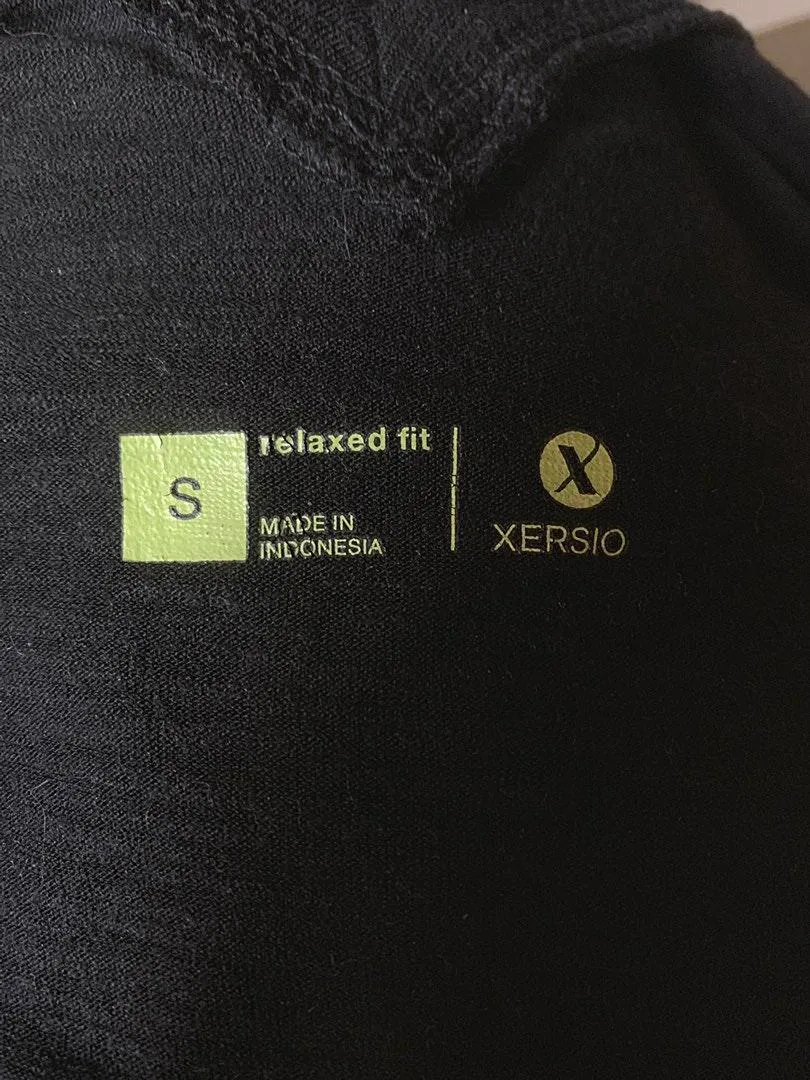 S
relaxed fit
MADE IN
INDONESIA
X
XERSIO